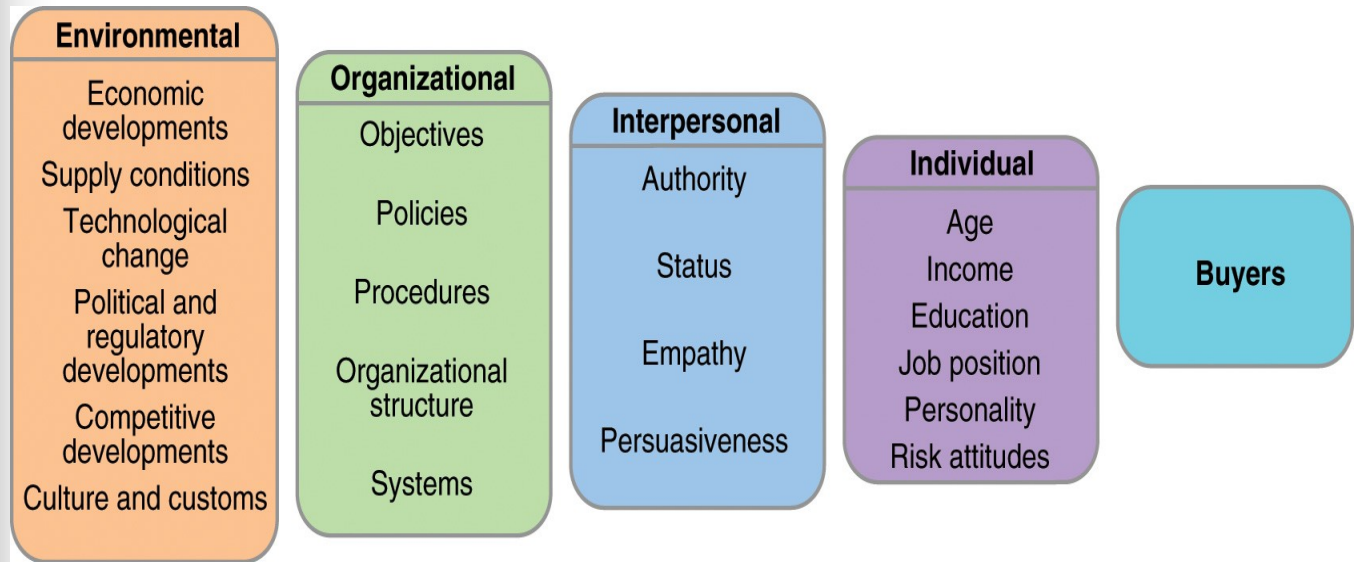 Environmental
Economic
developments
Supply conditions
Technological
change
Political and
regulatory
developments
Competitive
developments
Culture and customs
Organizational
Objectives
Policies
Procedures
Organizational
structure
Systems
Interpersonal
Authority
Status
Empathy
Persuasiveness
Individual
Age
Income
Education
Job position
Personality
Risk attitudes
Buyers